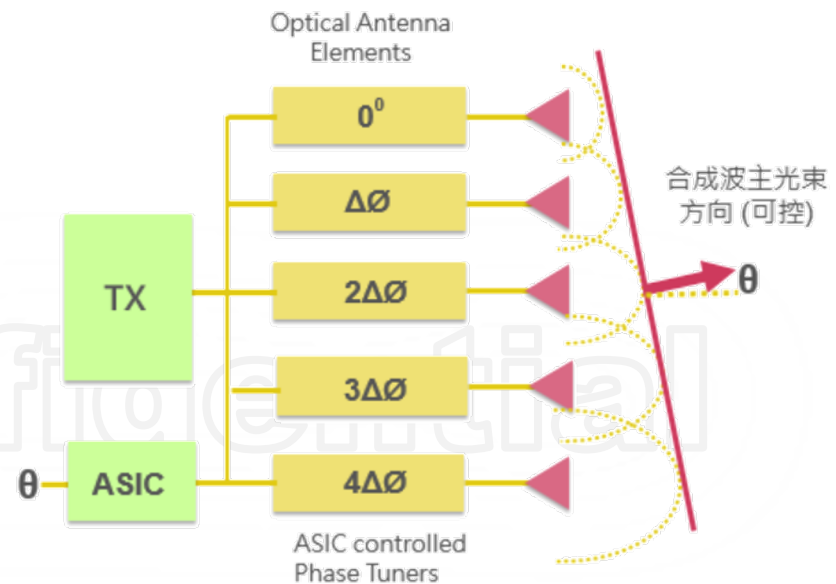 Optical Antenna
Elements
0⁰
ΔØ
2ΔØ
3ΔØ
4ΔØ
TX
θ
ASIC
ASIC controlled
Phase Tuners
合成波主光束
方向 (可控)
θ
fidential